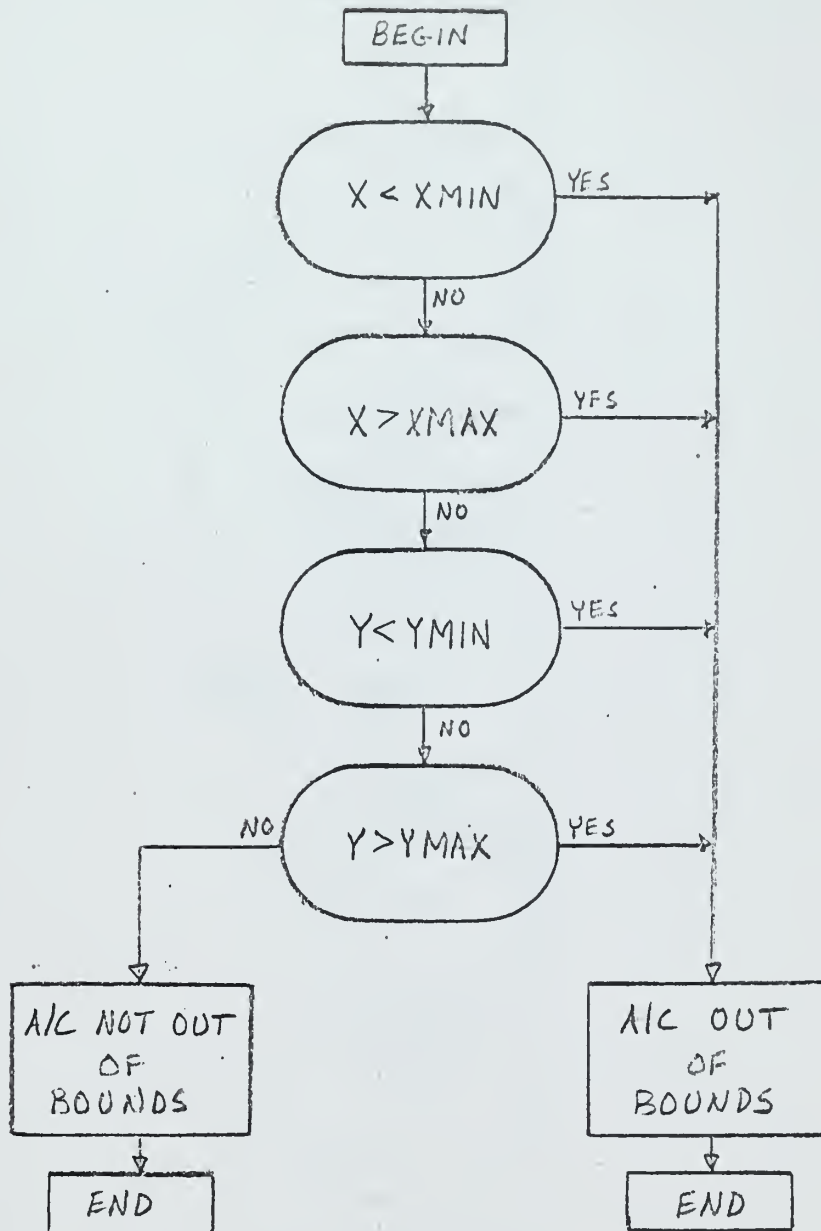 BEGIN
X < XMIN
YES
NO
X > XMAX
YES
NO
Y < YMIN
YES
NO
Y > YMAX
NO
YES
A/C NOT OUT
OF
BOUNDS
A/C OUT
OF
BOUNDS
END
END